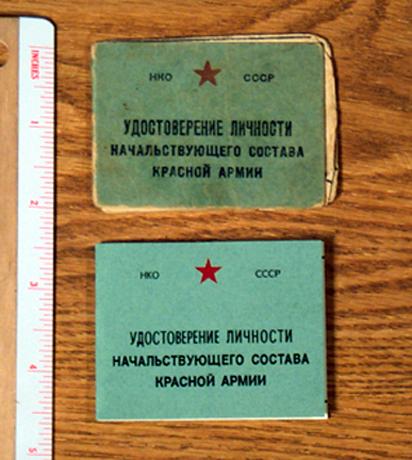 INCHES
1
2
3
4
5
НКО СССР
УДОСТОВЕРЕНИЕ ЛИЧНОСТИ
НАЧАЛЬСТВУЮЩЕГО СОСТАВА
КРАСНОЙ АРМИИ
НКО СССР
УДОСТОВЕРЕНИЕ ЛИЧНОСТИ
НАЧАЛЬСТВУЮЩЕГО СОСТАВА
КРАСНОЙ АРМИИ